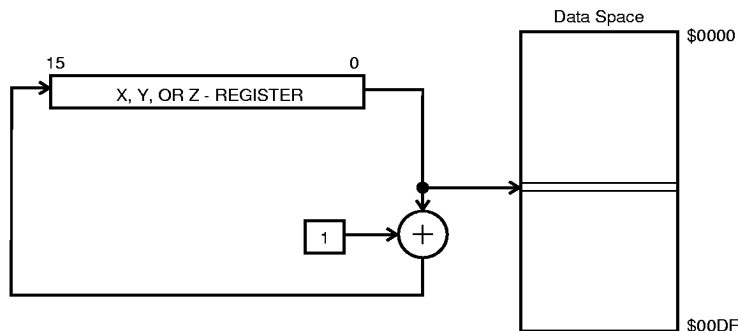 Data Space
$0000
15 0
X, Y, OR Z - REGISTER
1
+
$00DF